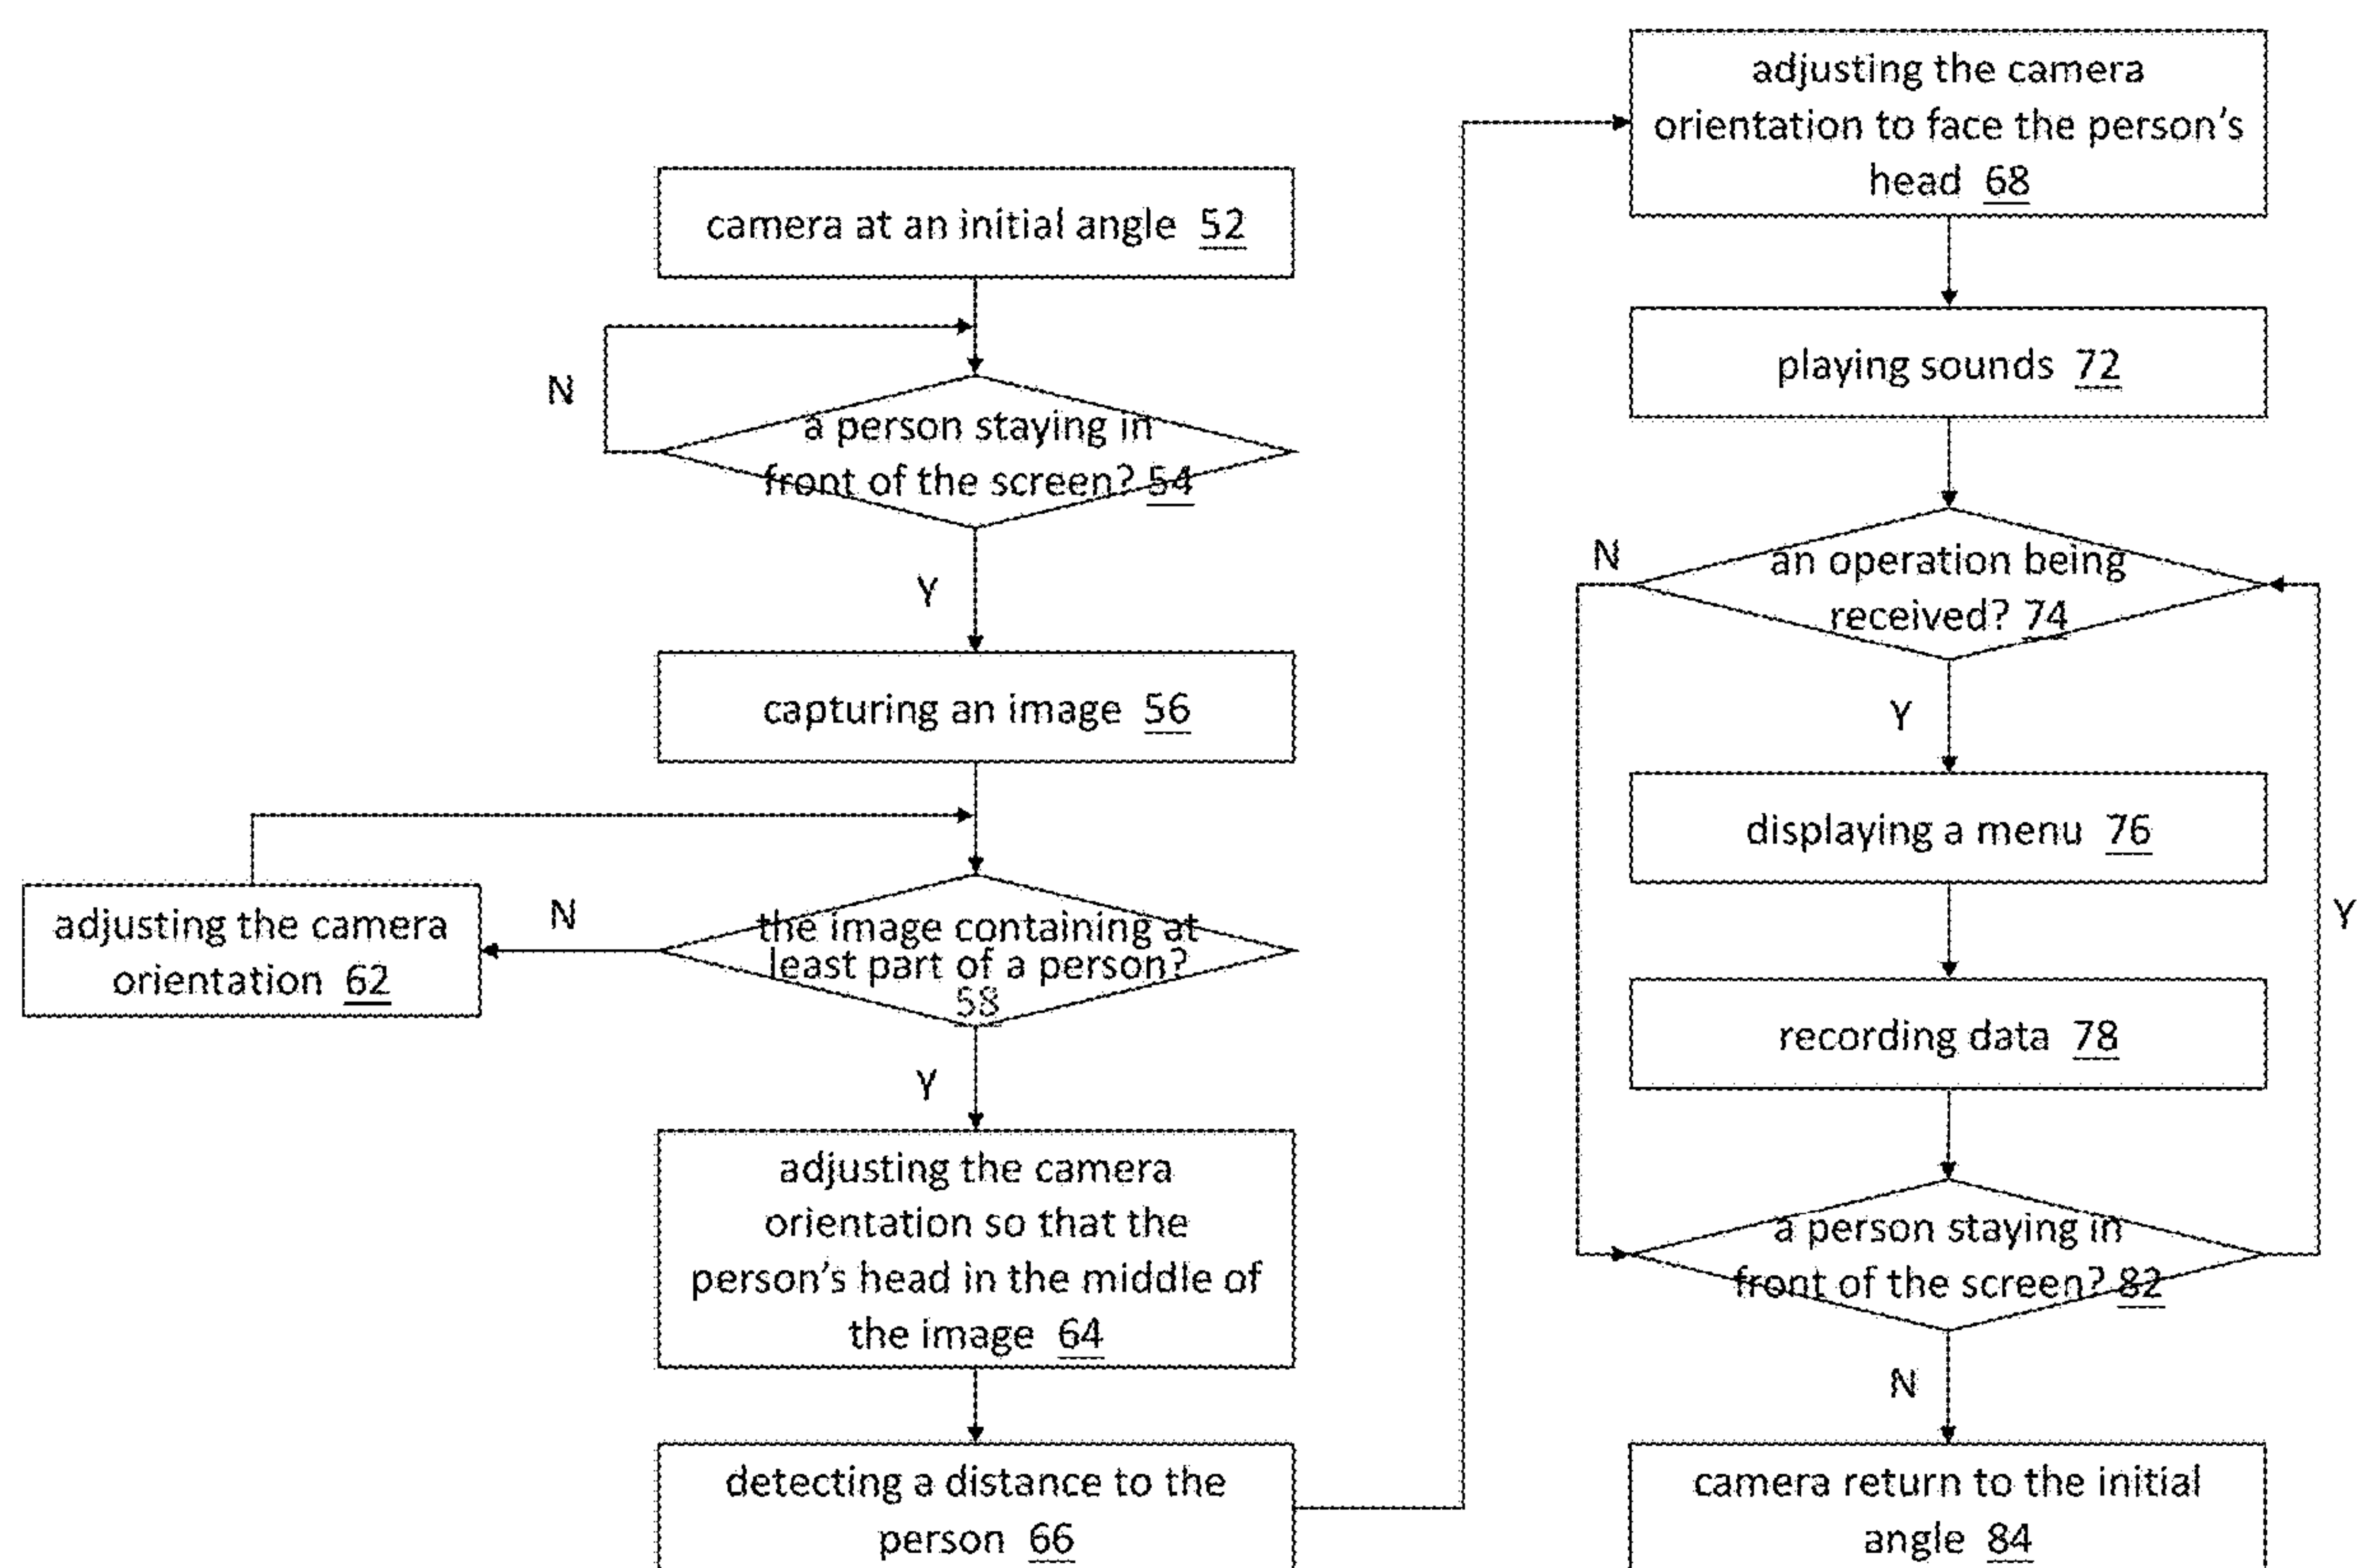 camera at an initial angle 52
N
a person staying in
front of the screen? 54
Y
capturing an image 56
adjusting the camera
orientation 62
N
the image containing at
least part of a person?
58
Y
adjusting the camera
orientation so that the
person's head in the middle of
the image 64
detecting a distance to the
person 66
adjusting the camera
orientation to face the person's
head 68
playing sounds 72
N
an operation being
received? 74
Y
displaying a menu 76
recording data 78
Y
a person staying in
front of the screen? 82
N
camera return to the initial
angle 84